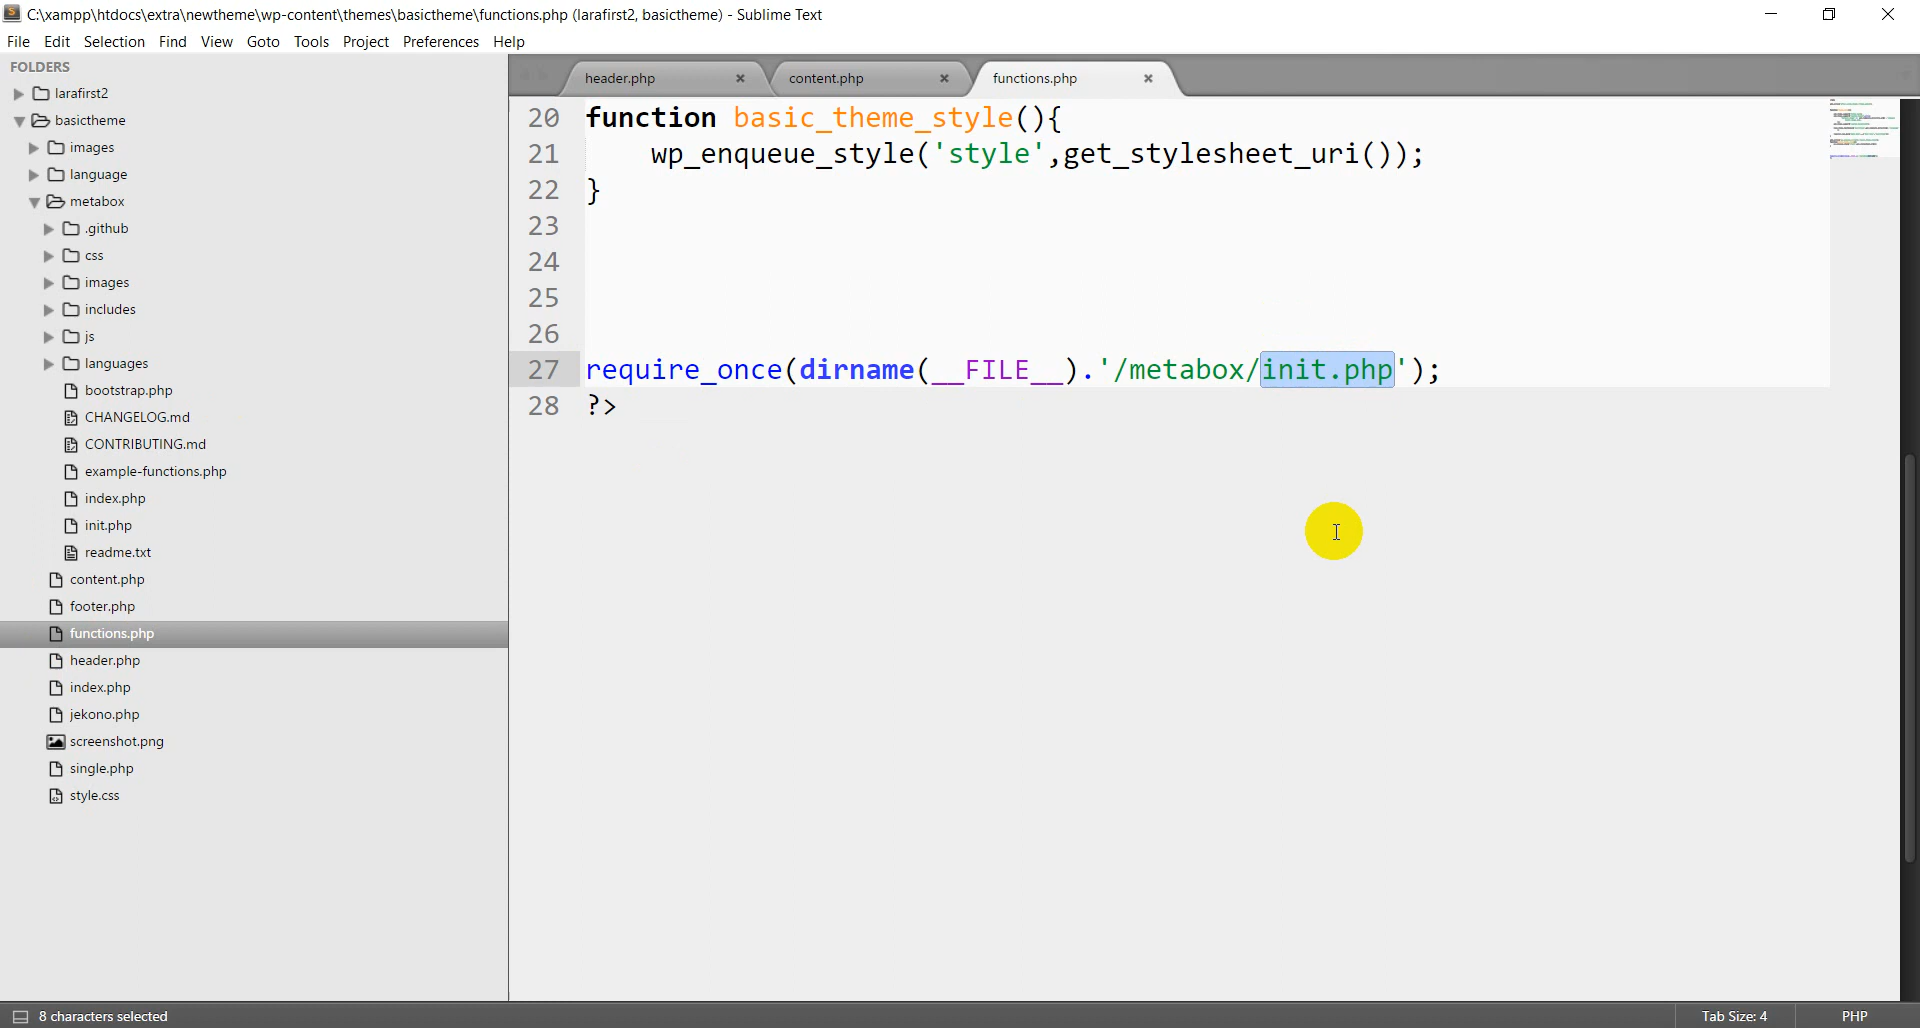 C:\xampp\htdocs\extra\newtheme\wp-content\themes\basictheme\functions.php (larafirst2, basictheme) - Sublime Text
File Edit Selection Find View Goto Tools Project Preferences Help
FOLDERS
larafirst2
basictheme
images
language
metabox
.github
css
images
includes
js
languages
bootstrap.php
CHANGELOG.md
CONTRIBUTING.md
example-functions.php
index.php
init.php
readme.txt
content.php
footer.php
functions.php
header.php
index.php
jekono.php
screenshot.png
single.php
style.css
header.php content.php functions.php
20 function basic_theme_style(){
21 wp_enqueue_style('style',get_stylesheet_uri());
22 }
23
24
25
26
27 require_once(dirname(__FILE__).'/metabox/init.php');
28 ?>
8 characters selected Tab Size: 4 PHP